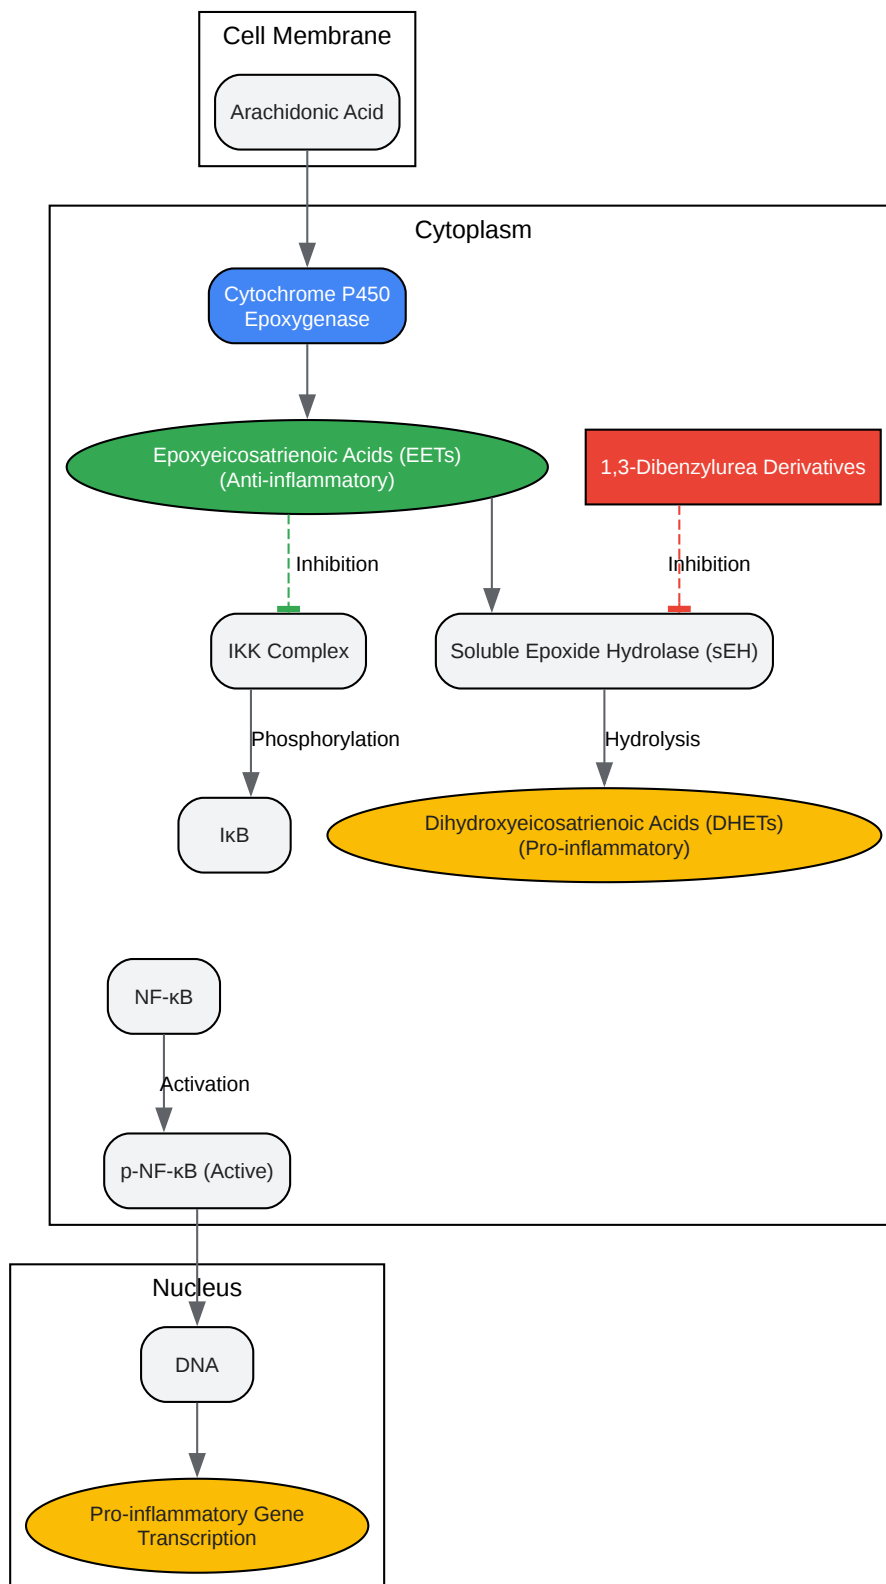 Cell Membrane
Arachidonic Acid
Cytoplasm
Cytochrome P450
Epoxygenase
Epoxyeicosatrienoic Acids (EETs)
(Anti-inflammatory)
1,3-Dibenzylurea Derivatives
Inhibition
Inhibition
IKK Complex
Soluble Epoxide Hydrolase (sEH)
Phosphorylation
Hydrolysis
IκB
Dihydroxyeicosatrienoic Acids (DHETs)
(Pro-inflammatory)
NF-κB
Activation
p-NF-κB (Active)
Nucleus
DNA
Pro-inflammatory Gene
Transcription